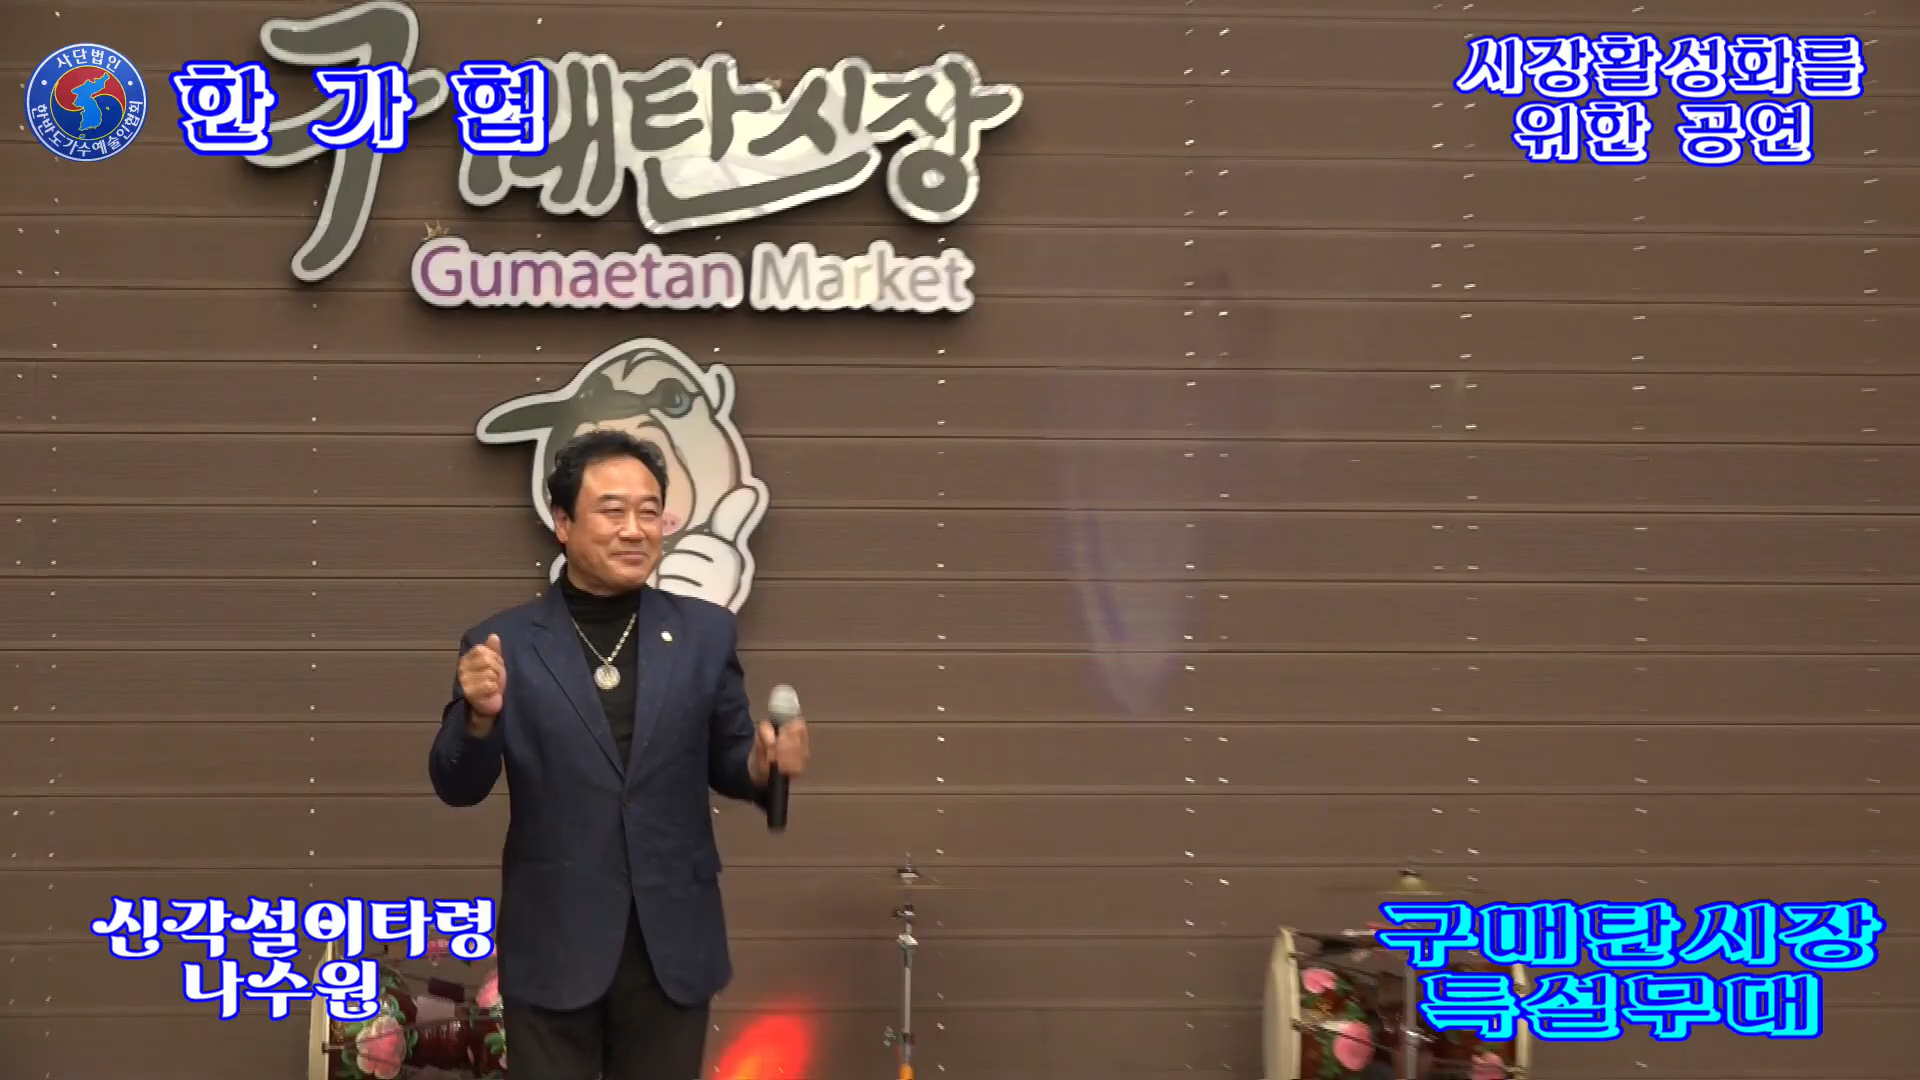 사단법인
한반도가수예술인협회
한가협
시장활성화를
위한 공연
구매탄시장
Gumaetan Market
신각설이타령
나수원
구매탄시장
특설무대